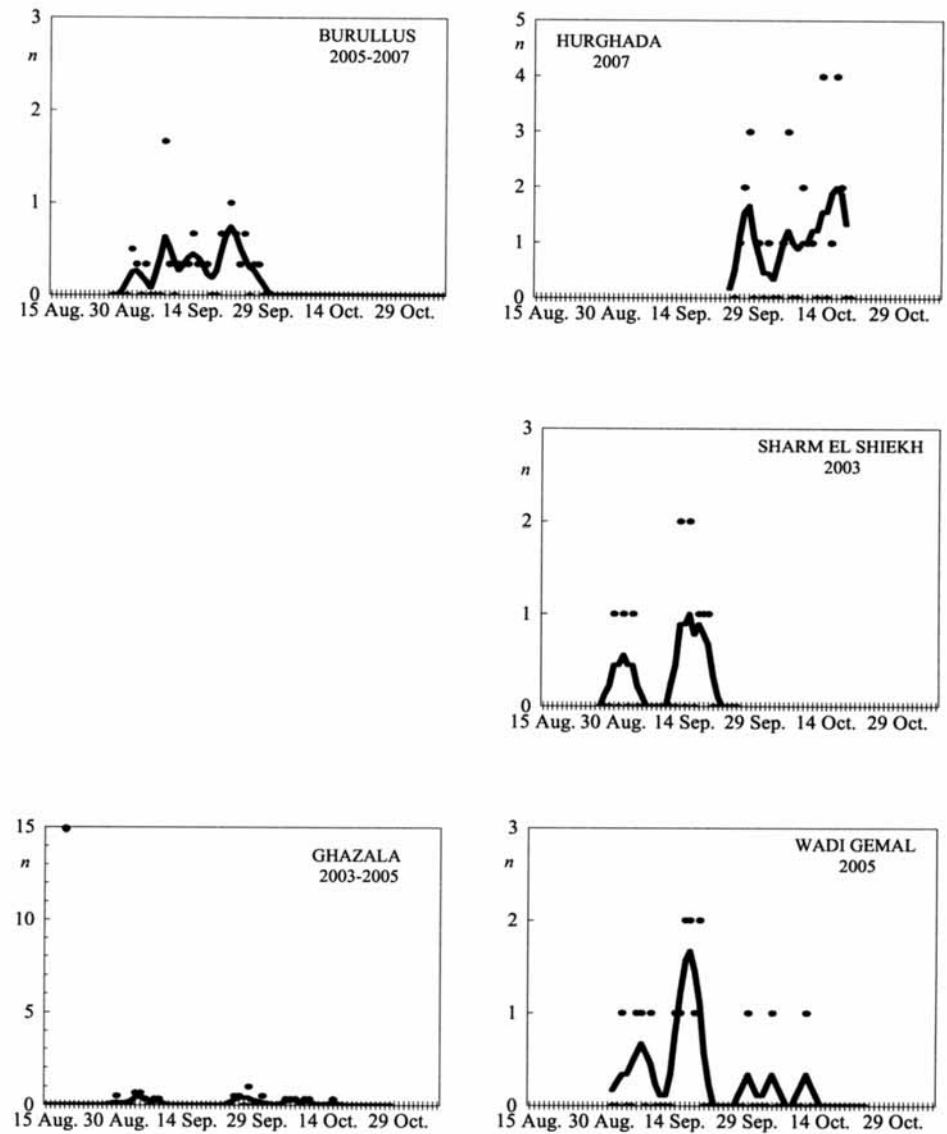 3
BURULLUS
2005-2007
n
2
1
0
15 Aug. 30 Aug. 14 Sep. 29 Sep. 14 Oct. 29 Oct.
5
n
HURGHADA
2007
4
3
2
1
0
15 Aug. 30 Aug. 14 Sep. 29 Sep. 14 Oct. 29 Oct.
3
SHARM EL SHIEKH
2003
n
2
1
0
15 Aug. 30 Aug. 14 Sep. 29 Sep. 14 Oct. 29 Oct.
15
n
GHAZALA
2003-2005
10
5
0
15 Aug. 30 Aug. 14 Sep. 29 Sep. 14 Oct. 29 Oct.
3
WADI GEMAL
2005
n
2
1
0
15 Aug. 30 Aug. 14 Sep. 29 Sep. 14 Oct. 29 Oct.